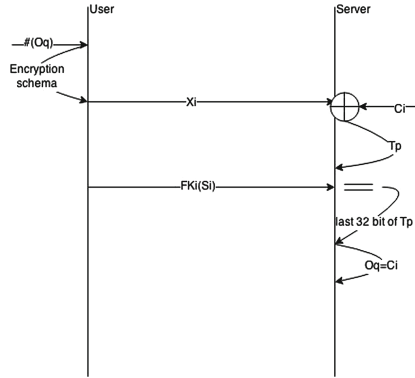 User
Server
#(Oq)
Encryption
schema
Xi
Ci
Tp
FKi(Si)
last 32 bit of Tp
Oq=Ci